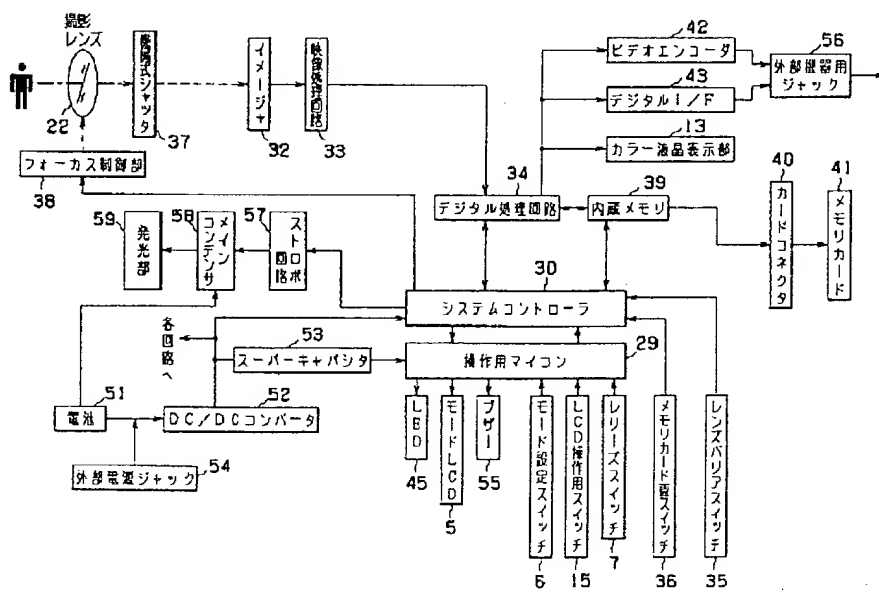 撮影
レンズ
22
機械式シャッタ
37
イメージャ
32
映像処理回路
33
42
ビデオエンコーダ
43
デジタルI/F
13
カラー液晶表示部
56
外部機器用
ジャック
フォーカス制御部
38
34
デジタル処理回路
39
内蔵メモリ
40
カードコネクタ
41
メモリカード
59
発光部
58
メイン
コンデンサ
57
ストロボ
回路
30
システムコントローラ
各回路へ
53
スーパーキャパシタ
29
操作用マイコン
51
電池
52
DC/DCコンバータ
外部電源ジャック
54
LED
45
モードLCD
5
ブザー
55
モード設定スイッチ
6
LCD操作用スイッチ
15
レリーズスイッチ
7
メモリカード蓋スイッチ
36
レンズバリアスイッチ
35